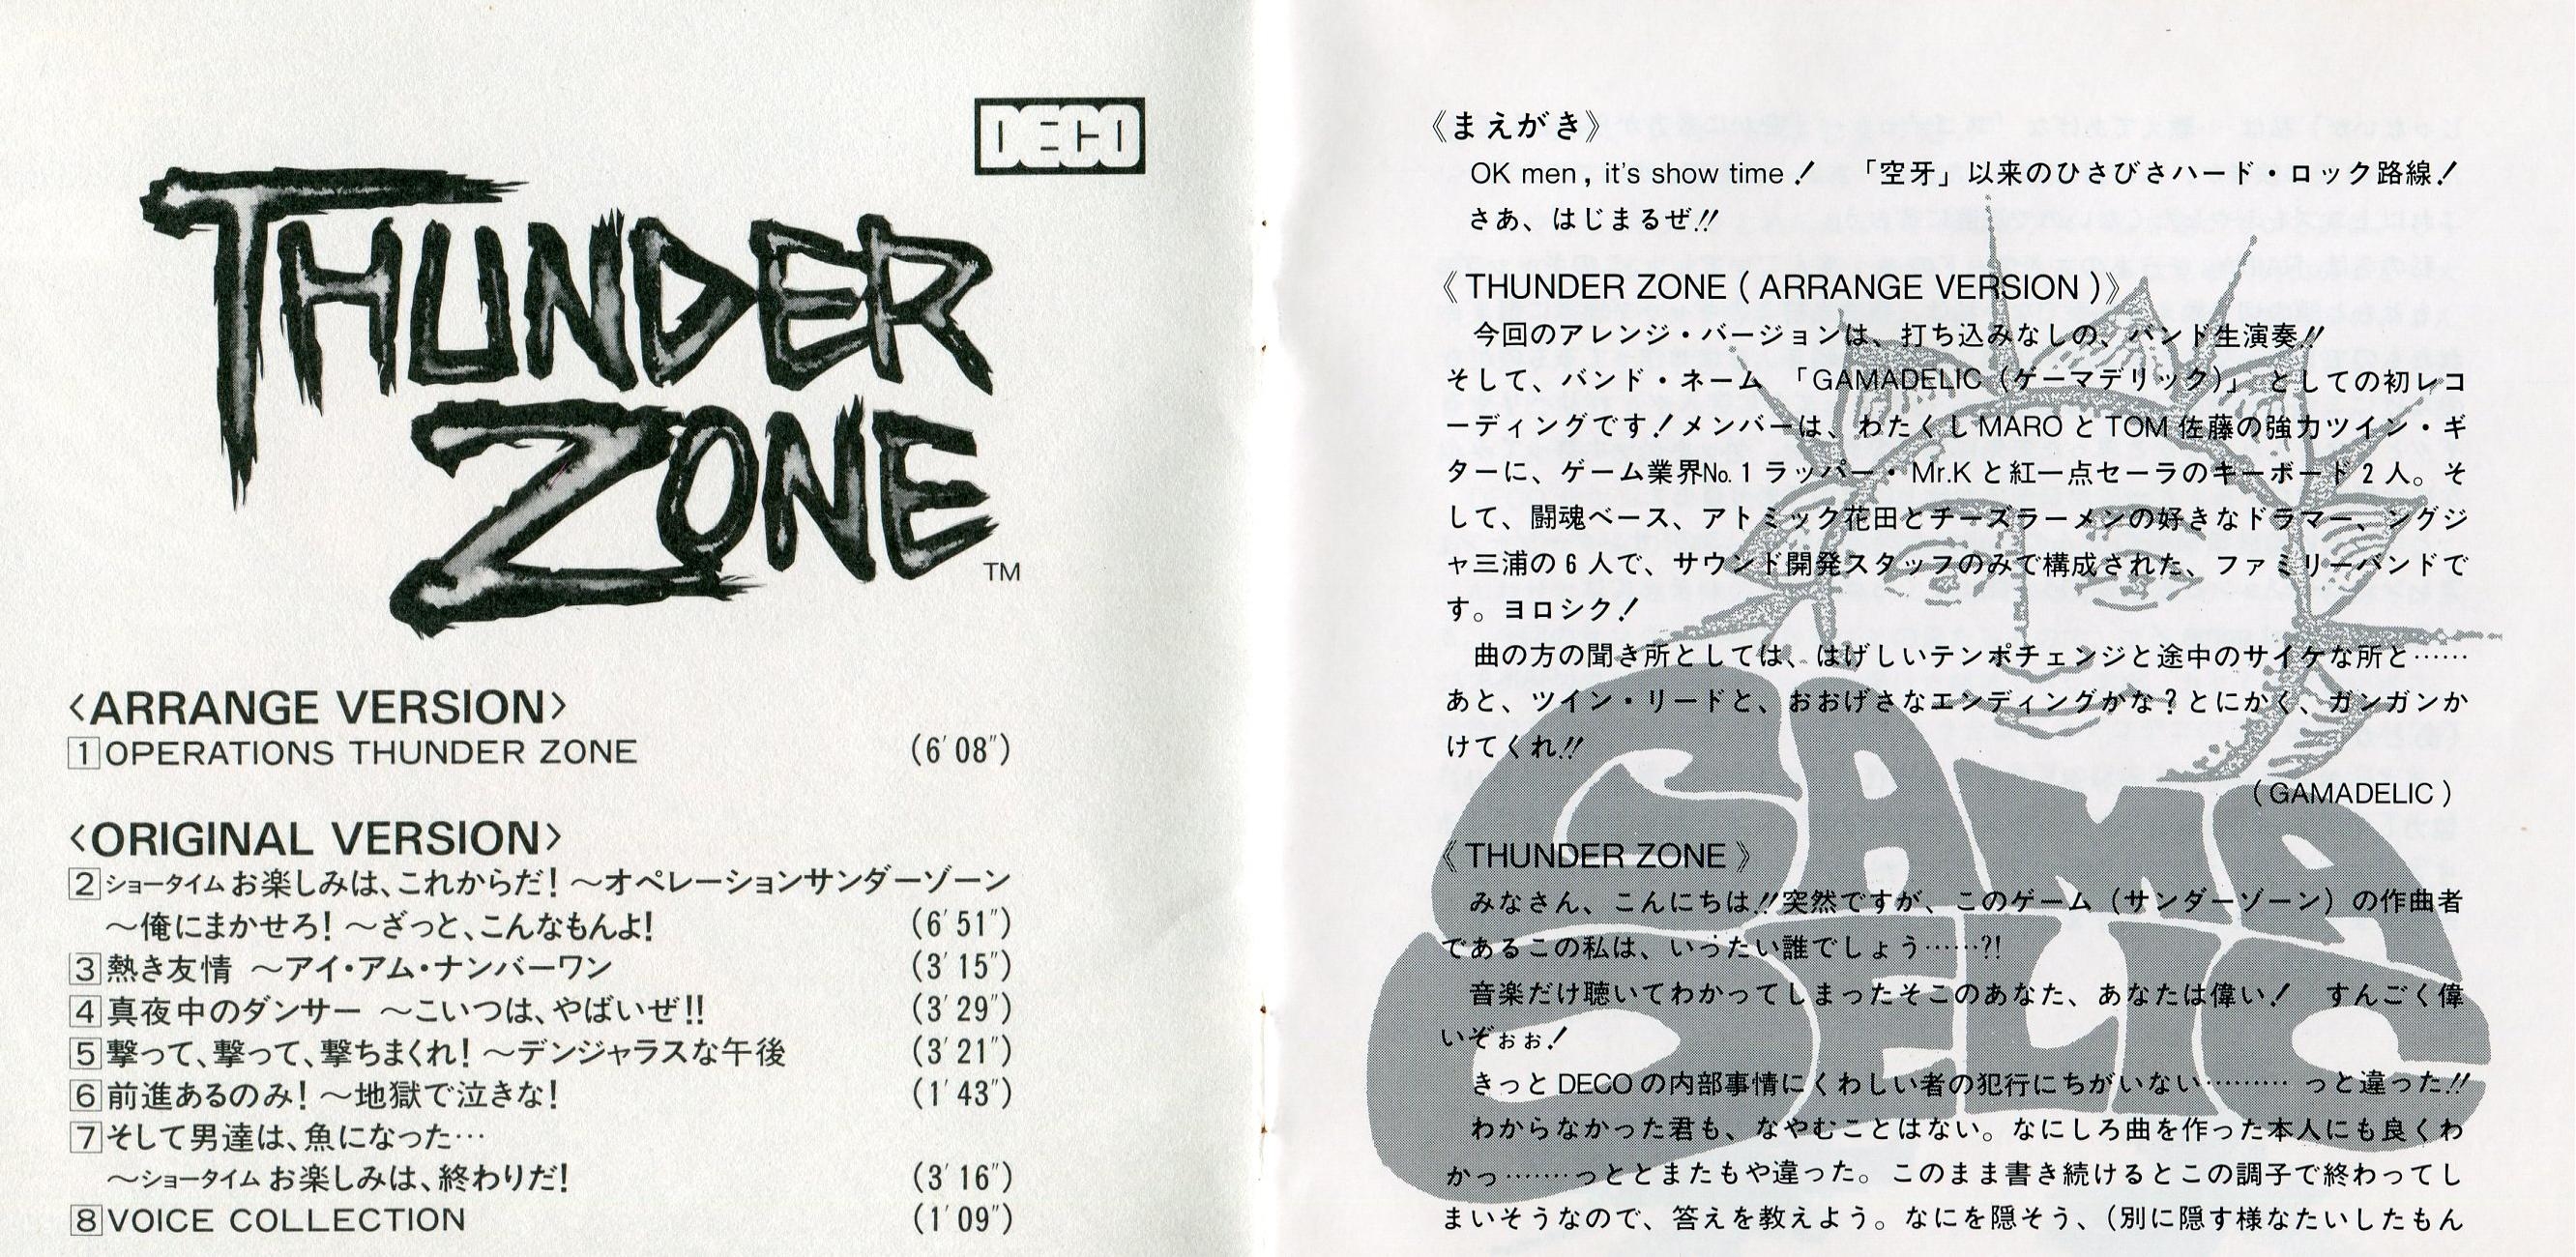 DECO
THUNDER
ZONE
TM
〈ARRANGE VERSION〉
1 OPERATIONS THUNDER ZONE (6′08″)
〈ORIGINAL VERSION〉
2 ショータイムお楽しみは、これからだ! ～オペレーションサンダーゾーン
～俺にまかせろ! ～ざっと、こんなもんよ! (6′51″)
3 熱き友情 ～アイ・アム・ナンバーワン (3′15″)
4 真夜中のダンサー ～こいつは、やばいぜ!! (3′29″)
5 撃って、撃って、撃ちまくれ! ～デンジャラスな午後 (3′21″)
6 前進あるのみ! ～地獄で泣きな! (1′43″)
7 そして男達は、魚になった…
～ショータイムお楽しみは、終わりだ! (3′16″)
8 VOICE COLLECTION (1′09″)
《まえがき》
OK men, it's show time! 「空牙」以来のひさびさハード・ロック路線!
さあ、はじまるぜ!!
《THUNDER ZONE (ARRANGE VERSION)》
今回のアレンジ・バージョンは、打ち込みなしの、バンド生演奏!!
そして、バンド・ネーム 「GAMADELIC（ゲーマデリック）」としての初レコ
ーディングです!メンバーは、わたくしMAROとTOM佐藤の強力ツイン・ギ
ターに、ゲーム業界No.1ラッパー・Mr.Kと紅一点セーラのキーボード2人。そ
して、闘魂ベース、アトミック花田とチーズラーメンの好きなドラマー、ングジ
ャ三浦の6人で、サウンド開発スタッフのみで構成された、ファミリーバンドで
す。ヨロシク!
曲の方の聞き所としては、はげしいテンポチェンジと途中のサイケな所と……
あと、ツイン・リードと、おおげさなエンディングかな?とにかく、ガンガンか
けてくれ!!
(GAMADELIC)
《THUNDER ZONE》
みなさん、こんにちは!!突然ですが、このゲーム（サンダーゾーン）の作曲者
であるこの私は、いったい誰でしょう……?!
音楽だけ聴いてわかってしまったそこのあなた、あなたは偉い! すんごく偉
いぞぉぉ!
きっとDECOの内部事情にくわしい者の犯行にちがいない……… っと違った!!
わからなかった君も、なやむことはない。なにしろ曲を作った本人にも良くわ
かっ………っととまたもや違った。このまま書き続けるとこの調子で終わってし
まいそうなので、答えを教えよう。なにを隠そう、（別に隠す様なたいしたもん
GAMA
DELIC